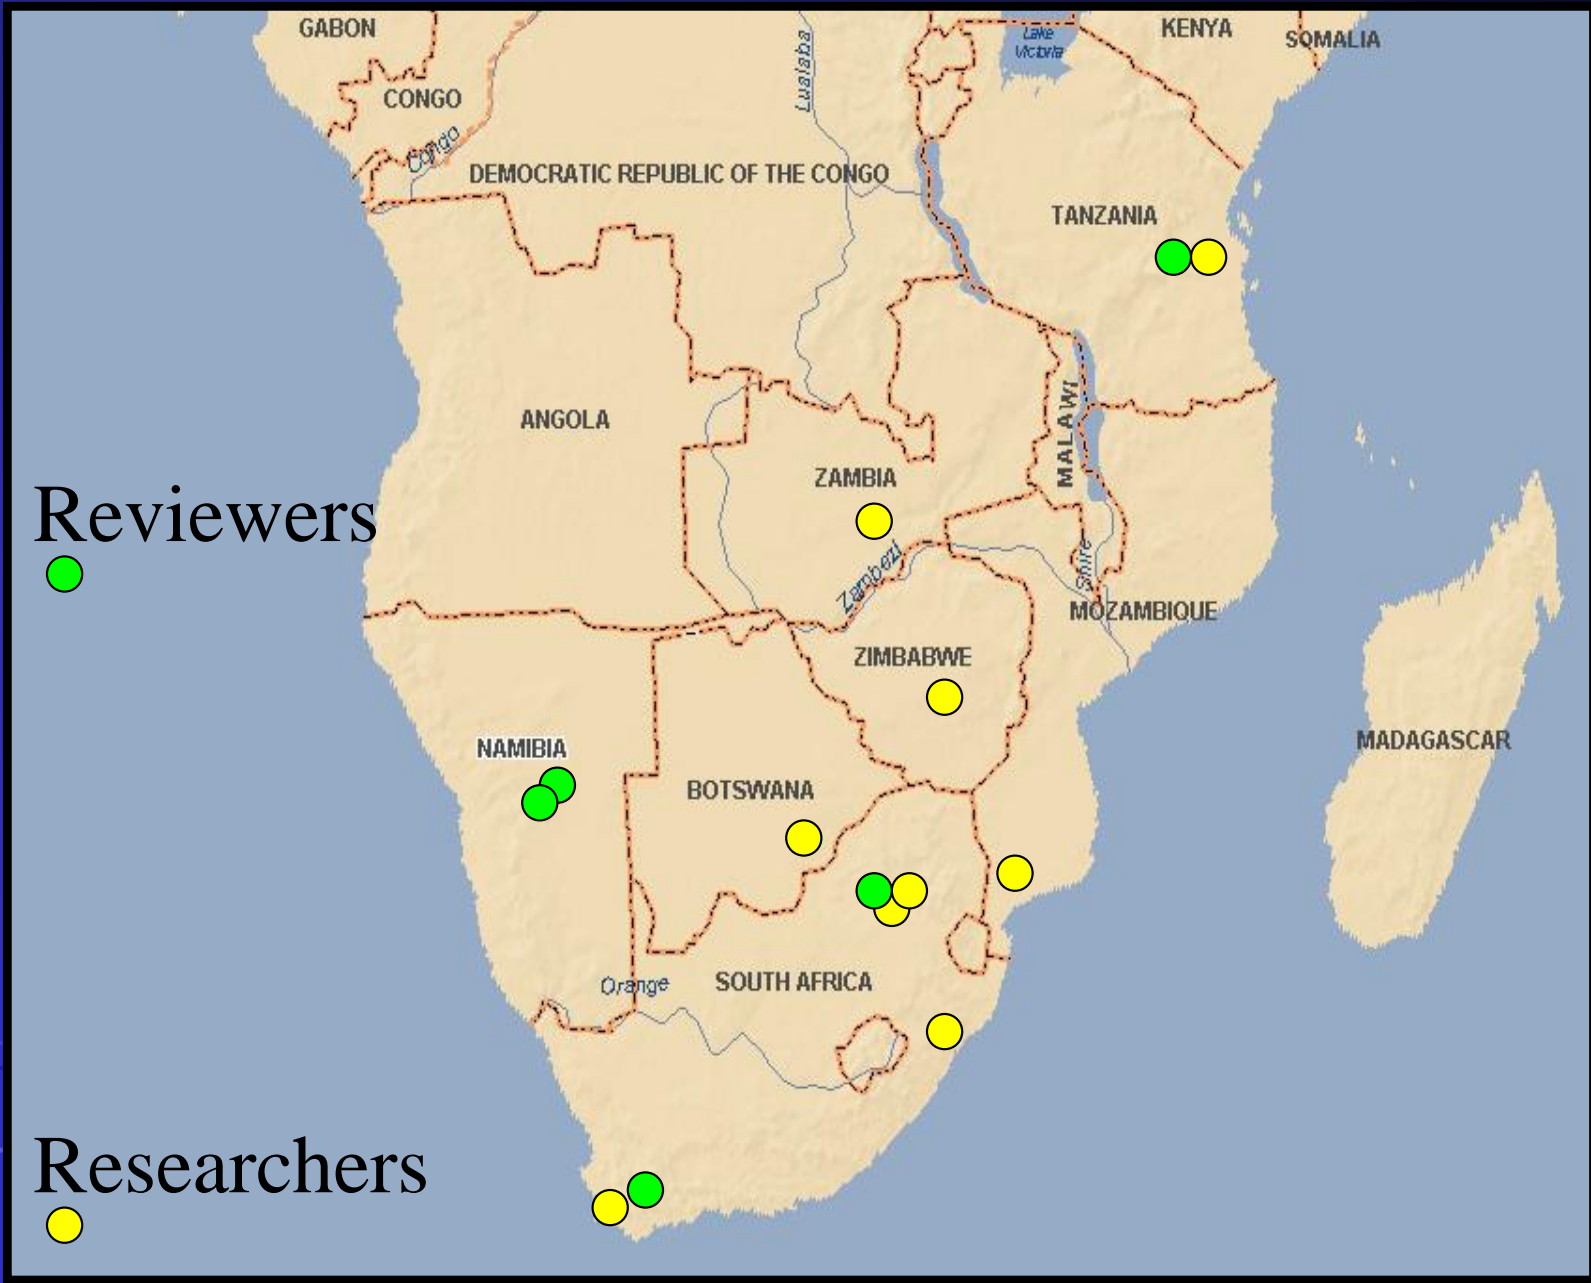 GABON
KENYA
SOMALIA
Lake
Victoria
Lualaba
CONGO
Congo
DEMOCRATIC REPUBLIC OF THE CONGO
TANZANIA
ANGOLA
MALAWI
ZAMBIA
Reviewers
Zambezi
Shire
MOZAMBIQUE
ZIMBABWE
NAMIBIA
MADAGASCAR
BOTSWANA
Orange
SOUTH AFRICA
Researchers